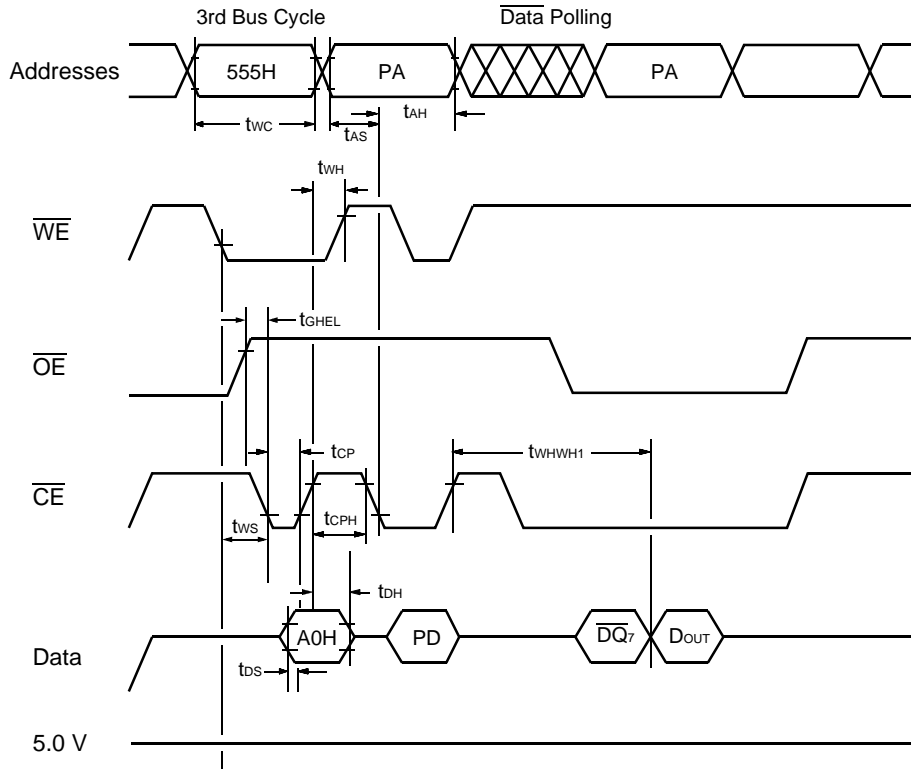 3rd Bus Cycle
Data Polling
Addresses
555H
PA
PA
tWC
tAS
tAH
tWH
WE
tGHEL
OE
tCP
tWHWH1
CE
tWS
tCPH
tDH
Data
A0H
PD
DQ7
DOUT
tDS
5.0 V